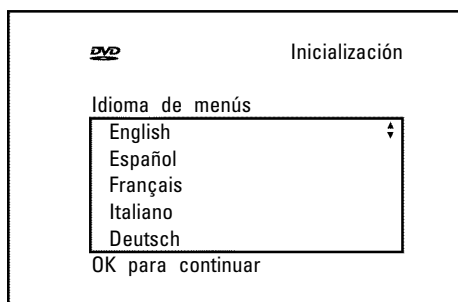 DVD Inicialización
Idioma de menús
English
Español
Français
Italiano
Deutsch
OK para continuar